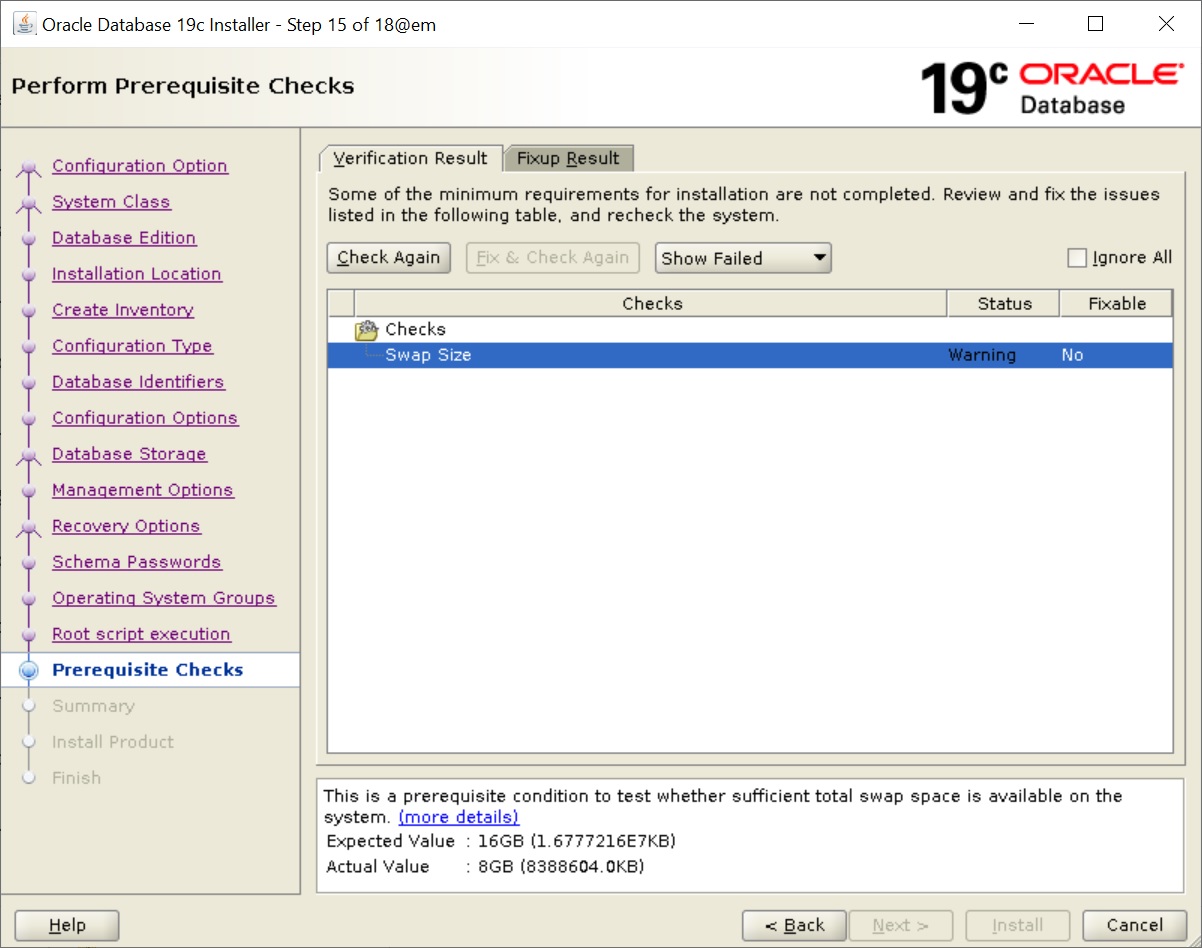 Oracle Database 19c Installer - Step 15 of 18@em
Perform Prerequisite Checks
19c ORACLE
Database
Configuration Option
System Class
Database Edition
Installation Location
Create Inventory
Configuration Type
Database Identifiers
Configuration Options
Database Storage
Management Options
Recovery Options
Schema Passwords
Operating System Groups
Root script execution
Prerequisite Checks
Summary
Install Product
Finish
Verification Result Fixup Result
Some of the minimum requirements for installation are not completed. Review and fix the issues
listed in the following table, and recheck the system.
Check Again Fix & Check Again Show Failed Ignore All
Checks Status Fixable
Checks
Swap Size Warning No
This is a prerequisite condition to test whether sufficient total swap space is available on the
system. (more details)
Expected Value : 16GB (1.6777216E7KB)
Actual Value : 8GB (8388604.0KB)
Help < Back Next > Install Cancel